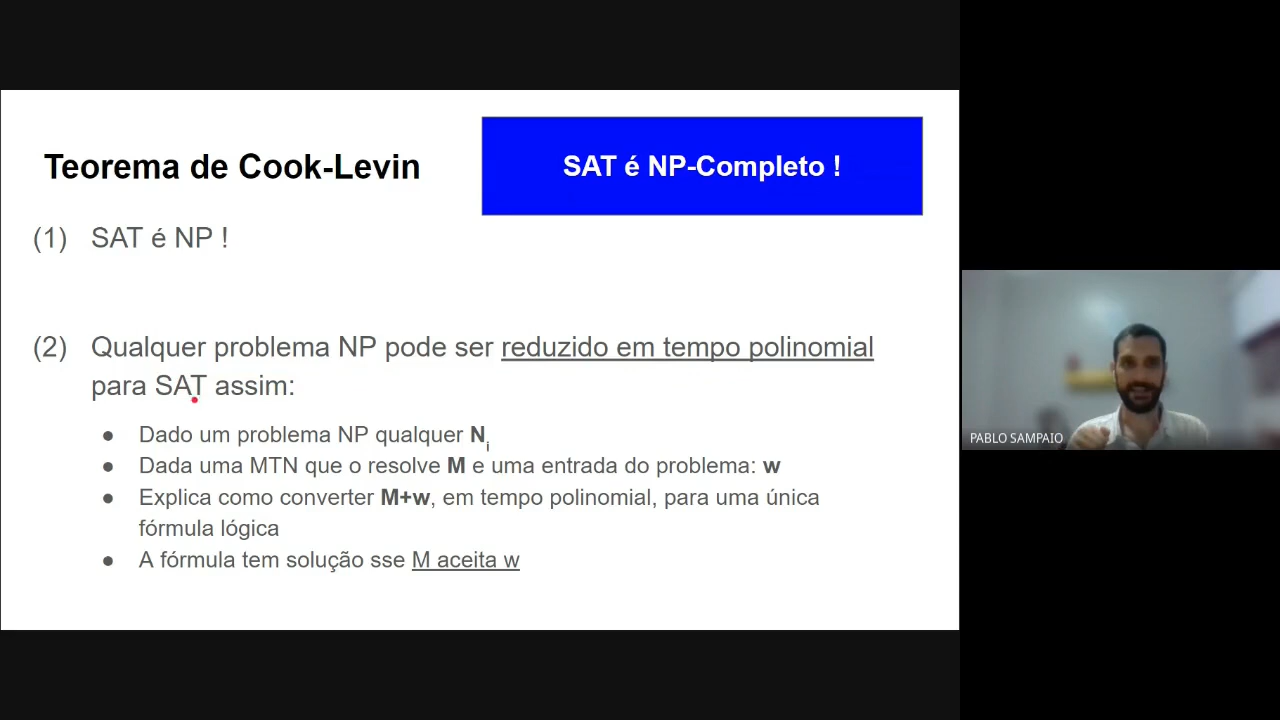 Teorema de Cook-Levin
SAT é NP-Completo !
(1) SAT é NP !
(2) Qualquer problema NP pode ser reduzido em tempo polinomial
para SAT assim:
● Dado um problema NP qualquer Ni
● Dada uma MTN que o resolve M e uma entrada do problema: w
● Explica como converter M+w, em tempo polinomial, para uma única
fórmula lógica
● A fórmula tem solução sse M aceita w
PABLO SAMPAIO